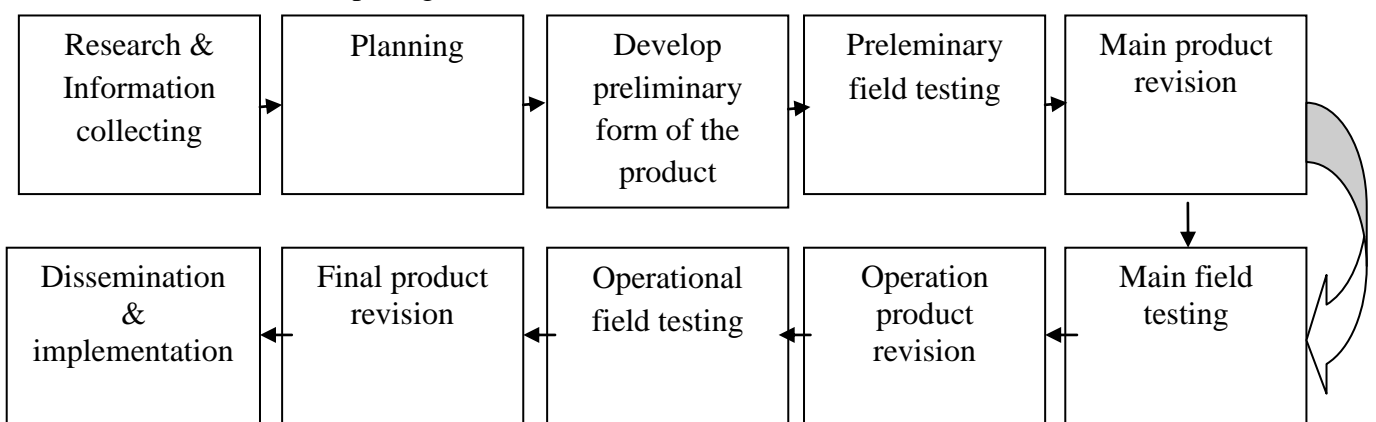 Research &
Information
collecting
Planning
Develop
preliminary
form of the
product
Preleminary
field testing
Main product
revision
Dissemination
&
implementation
Final product
revision
Operational
field testing
Operation
product
revision
Main field
testing